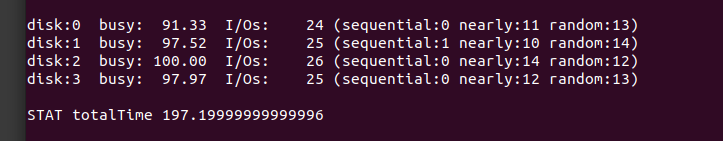 disk:0  busy:  91.33  I/Os:    24 (sequential:0 nearly:11 random:13)
disk:1  busy:  97.52  I/Os:    25 (sequential:1 nearly:10 random:14)
disk:2  busy: 100.00  I/Os:    26 (sequential:0 nearly:14 random:12)
disk:3  busy:  97.97  I/Os:    25 (sequential:0 nearly:12 random:13)
STAT totalTime 197.19999999999996